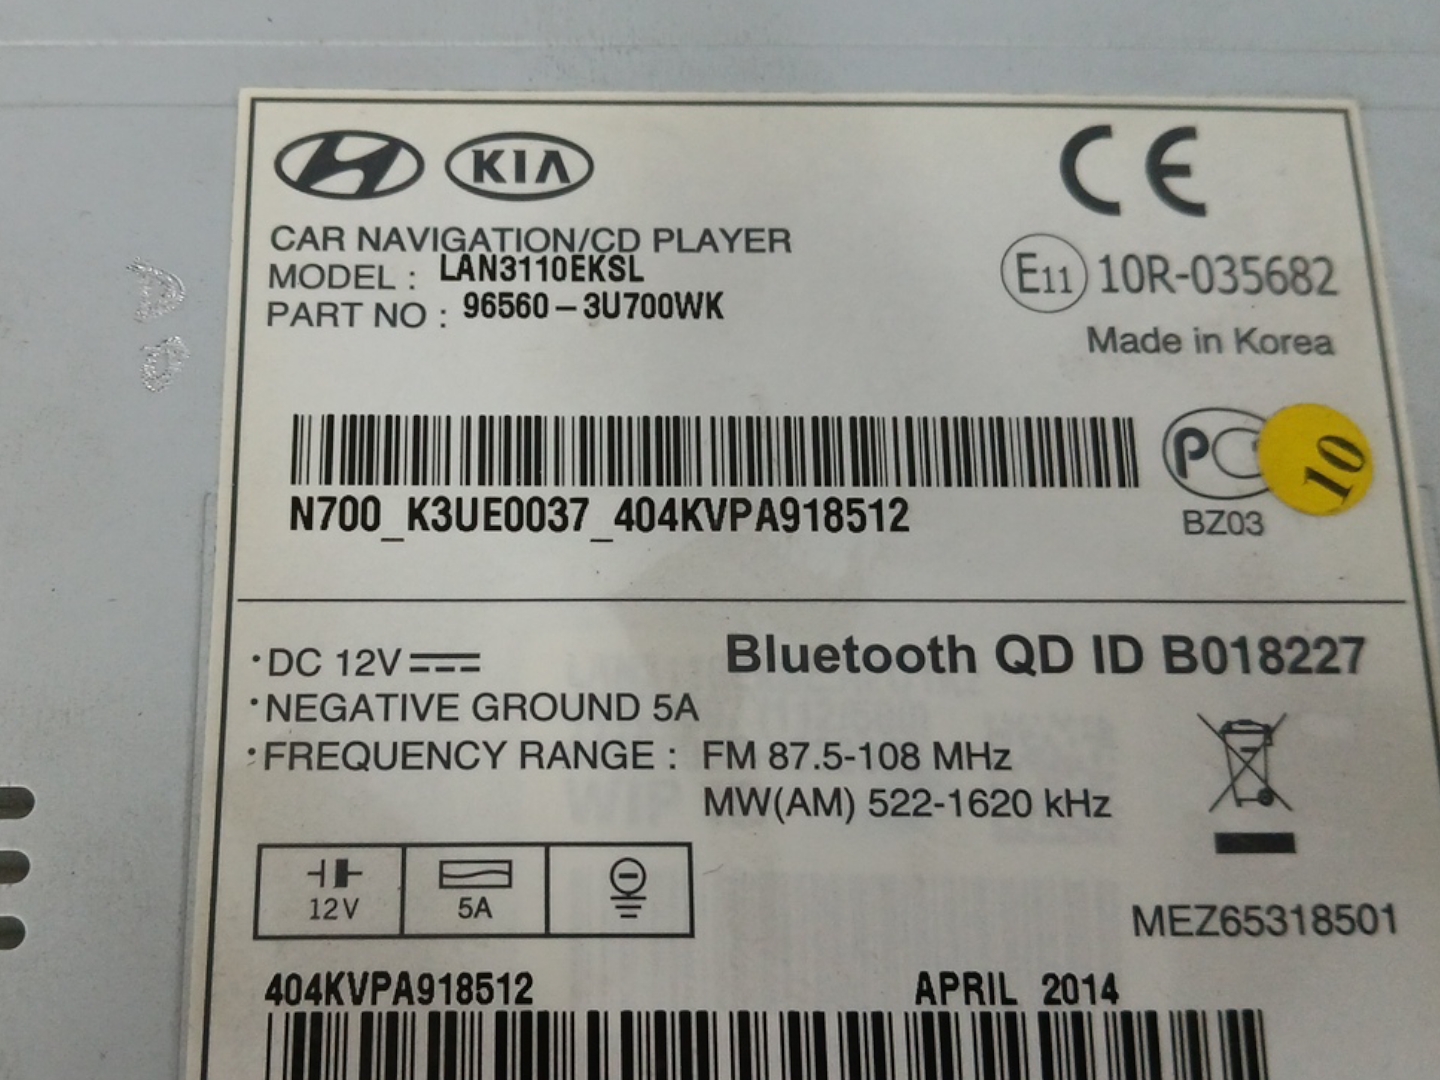 KIA
CE
CAR NAVIGATION/CD PLAYER
MODEL : LAN3110EKSL
PART NO : 96560-3U700WK
E11 10R-035682
Made in Korea
N700_K3UE0037_404KVPA918512
BZ03
10
·DC 12V
·NEGATIVE GROUND 5A
·FREQUENCY RANGE : FM 87.5-108 MHz
MW(AM) 522-1620 kHz
Bluetooth QD ID B018227
12V
5A
MEZ65318501
404KVPA918512
APRIL 2014